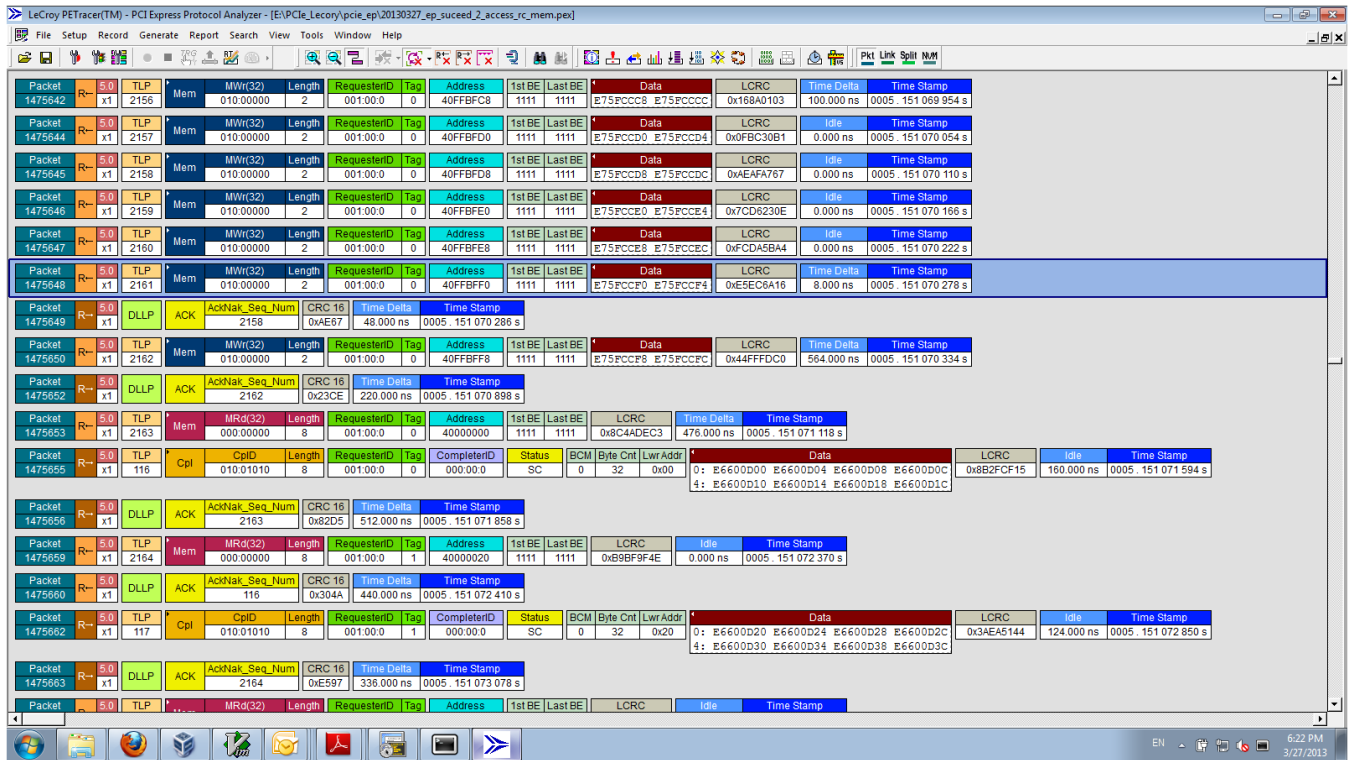 LeCroy PETracer(TM) - PCI Express Protocol Analyzer - [E:\PCIe_Lecory\pcie_ep\20130327_ep_suceed_2_access_rc_mem.pex]
File Setup Record Generate Report Search View Tools Window Help
Pkt Link Split NUM
Packet R← 5.0 TLP Mem MWr(32) Length RequesterID Tag Address 1st BE Last BE Data LCRC Time Delta Time Stamp
1475642 x1 2156 010:00000 2 001:00:0 0 40FFBFC8 1111 1111 E75FCCC8 E75FCCCC 0x168A0103 100.000 ns 0005 . 151 069 954 s
Packet R← 5.0 TLP Mem MWr(32) Length RequesterID Tag Address 1st BE Last BE Data LCRC Idle Time Stamp
1475644 x1 2157 010:00000 2 001:00:0 0 40FFBFD0 1111 1111 E75FCCD0 E75FCCD4 0x0FBC30B1 0.000 ns 0005 . 151 070 054 s
Packet R← 5.0 TLP Mem MWr(32) Length RequesterID Tag Address 1st BE Last BE Data LCRC Idle Time Stamp
1475645 x1 2158 010:00000 2 001:00:0 0 40FFBFD8 1111 1111 E75FCCD8 E75FCCDC 0xAEAFA767 0.000 ns 0005 . 151 070 110 s
Packet R← 5.0 TLP Mem MWr(32) Length RequesterID Tag Address 1st BE Last BE Data LCRC Idle Time Stamp
1475646 x1 2159 010:00000 2 001:00:0 0 40FFBFE0 1111 1111 E75FCCE0 E75FCCE4 0x7CD6230E 0.000 ns 0005 . 151 070 166 s
Packet R← 5.0 TLP Mem MWr(32) Length RequesterID Tag Address 1st BE Last BE Data LCRC Idle Time Stamp
1475647 x1 2160 010:00000 2 001:00:0 0 40FFBFE8 1111 1111 E75FCCE8 E75FCCEC 0xFCDA5BA4 0.000 ns 0005 . 151 070 222 s
Packet R← 5.0 TLP Mem MWr(32) Length RequesterID Tag Address 1st BE Last BE Data LCRC Time Delta Time Stamp
1475648 x1 2161 010:00000 2 001:00:0 0 40FFBFF0 1111 1111 E75FCCF0 E75FCCF4 0xE5EC6A16 8.000 ns 0005 . 151 070 278 s
Packet R→ 5.0 DLLP ACK AckNak_Seq_Num CRC 16 Time Delta Time Stamp
1475649 x1 2158 0xAE67 48.000 ns 0005 . 151 070 286 s
Packet R← 5.0 TLP Mem MWr(32) Length RequesterID Tag Address 1st BE Last BE Data LCRC Time Delta Time Stamp
1475650 x1 2162 010:00000 2 001:00:0 0 40FFBFF8 1111 1111 E75FCCF8 E75FCCFC 0x44FFFDC0 564.000 ns 0005 . 151 070 334 s
Packet R→ 5.0 DLLP ACK AckNak_Seq_Num CRC 16 Time Delta Time Stamp
1475652 x1 2162 0x23CE 220.000 ns 0005 . 151 070 898 s
Packet R← 5.0 TLP Mem MRd(32) Length RequesterID Tag Address 1st BE Last BE LCRC Time Delta Time Stamp
1475653 x1 2163 000:00000 8 001:00:0 0 40000000 1111 1111 0x8C4ADEC3 476.000 ns 0005 . 151 071 118 s
Packet R→ 5.0 TLP Cpl CplD Length RequesterID Tag CompleterID Status BCM Byte Cnt Lwr Addr Data LCRC Idle Time Stamp
1475655 x1 116 010:01010 8 001:00:0 0 000:00:0 SC 0 32 0x00 0: E6600D00 E6600D04 E6600D08 E6600D0C 0x8B2FCF15 160.000 ns 0005 . 151 071 594 s
4: E6600D10 E6600D14 E6600D18 E6600D1C
Packet R→ 5.0 DLLP ACK AckNak_Seq_Num CRC 16 Time Delta Time Stamp
1475656 x1 2163 0x82D5 512.000 ns 0005 . 151 071 858 s
Packet R← 5.0 TLP Mem MRd(32) Length RequesterID Tag Address 1st BE Last BE LCRC Idle Time Stamp
1475659 x1 2164 000:00000 8 001:00:0 1 40000020 1111 1111 0xB9BF9F4E 0.000 ns 0005 . 151 072 370 s
Packet R← 5.0 DLLP ACK AckNak_Seq_Num CRC 16 Time Delta Time Stamp
1475660 x1 116 0x304A 440.000 ns 0005 . 151 072 410 s
Packet R→ 5.0 TLP Cpl CplD Length RequesterID Tag CompleterID Status BCM Byte Cnt Lwr Addr Data LCRC Idle Time Stamp
1475662 x1 117 010:01010 8 001:00:0 1 000:00:0 SC 0 32 0x20 0: E6600D20 E6600D24 E6600D28 E6600D2C 0x3AEA5144 124.000 ns 0005 . 151 072 850 s
4: E6600D30 E6600D34 E6600D38 E6600D3C
Packet R→ 5.0 DLLP ACK AckNak_Seq_Num CRC 16 Time Delta Time Stamp
1475663 x1 2164 0xE597 336.000 ns 0005 . 151 073 078 s
Packet 5.0 TLP MRd(32) Length RequesterID Tag Address 1st BE Last BE LCRC Idle Time Stamp
EN 6:22 PM
3/27/2013